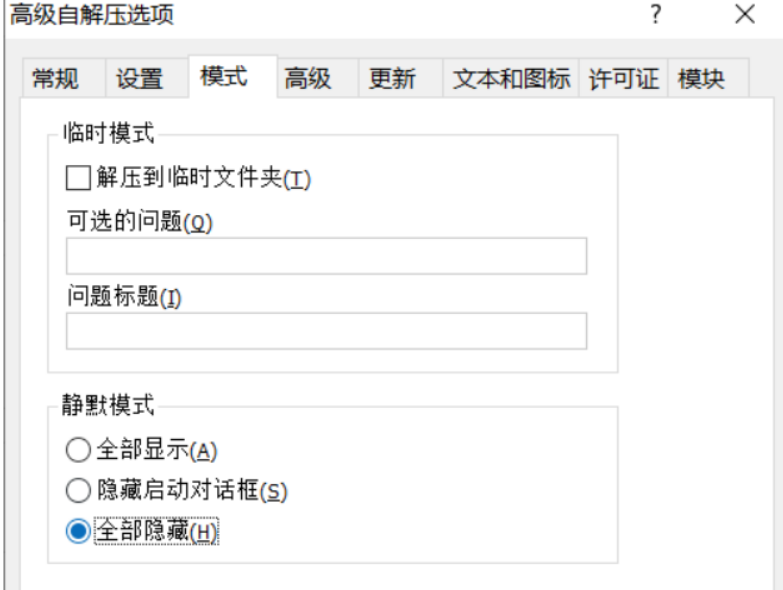 高级自解压选项 ?
常规 设置 模式 高级 更新 文本和图标 许可证 模块
临时模式
解压到临时文件夹(T)
可选的问题(Q)
问题标题(I)
静默模式
全部显示(A)
隐藏启动对话框(S)
全部隐藏(H)